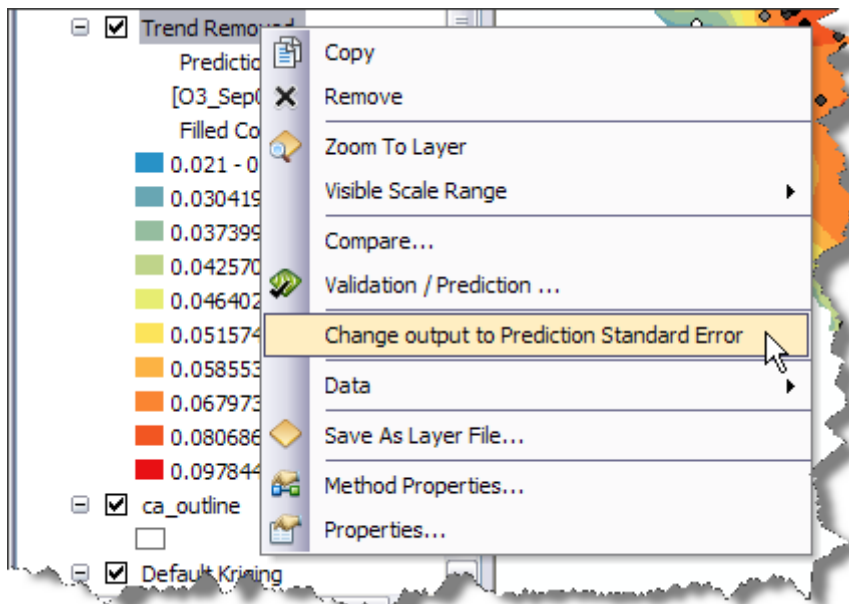 Trend Removed
Copy
[O3_Sep0
Remove
Filled Co
Zoom To Layer
0.021 - 0
Visible Scale Range
0.030419
0.037399
Compare...
0.042570
Validation / Prediction ...
0.046402
0.051574
Change output to Prediction Standard Error
0.058553
0.067973
Data
0.080686
Save As Layer File...
0.097844
Method Properties...
ca_outline
Properties...
Default Kriging